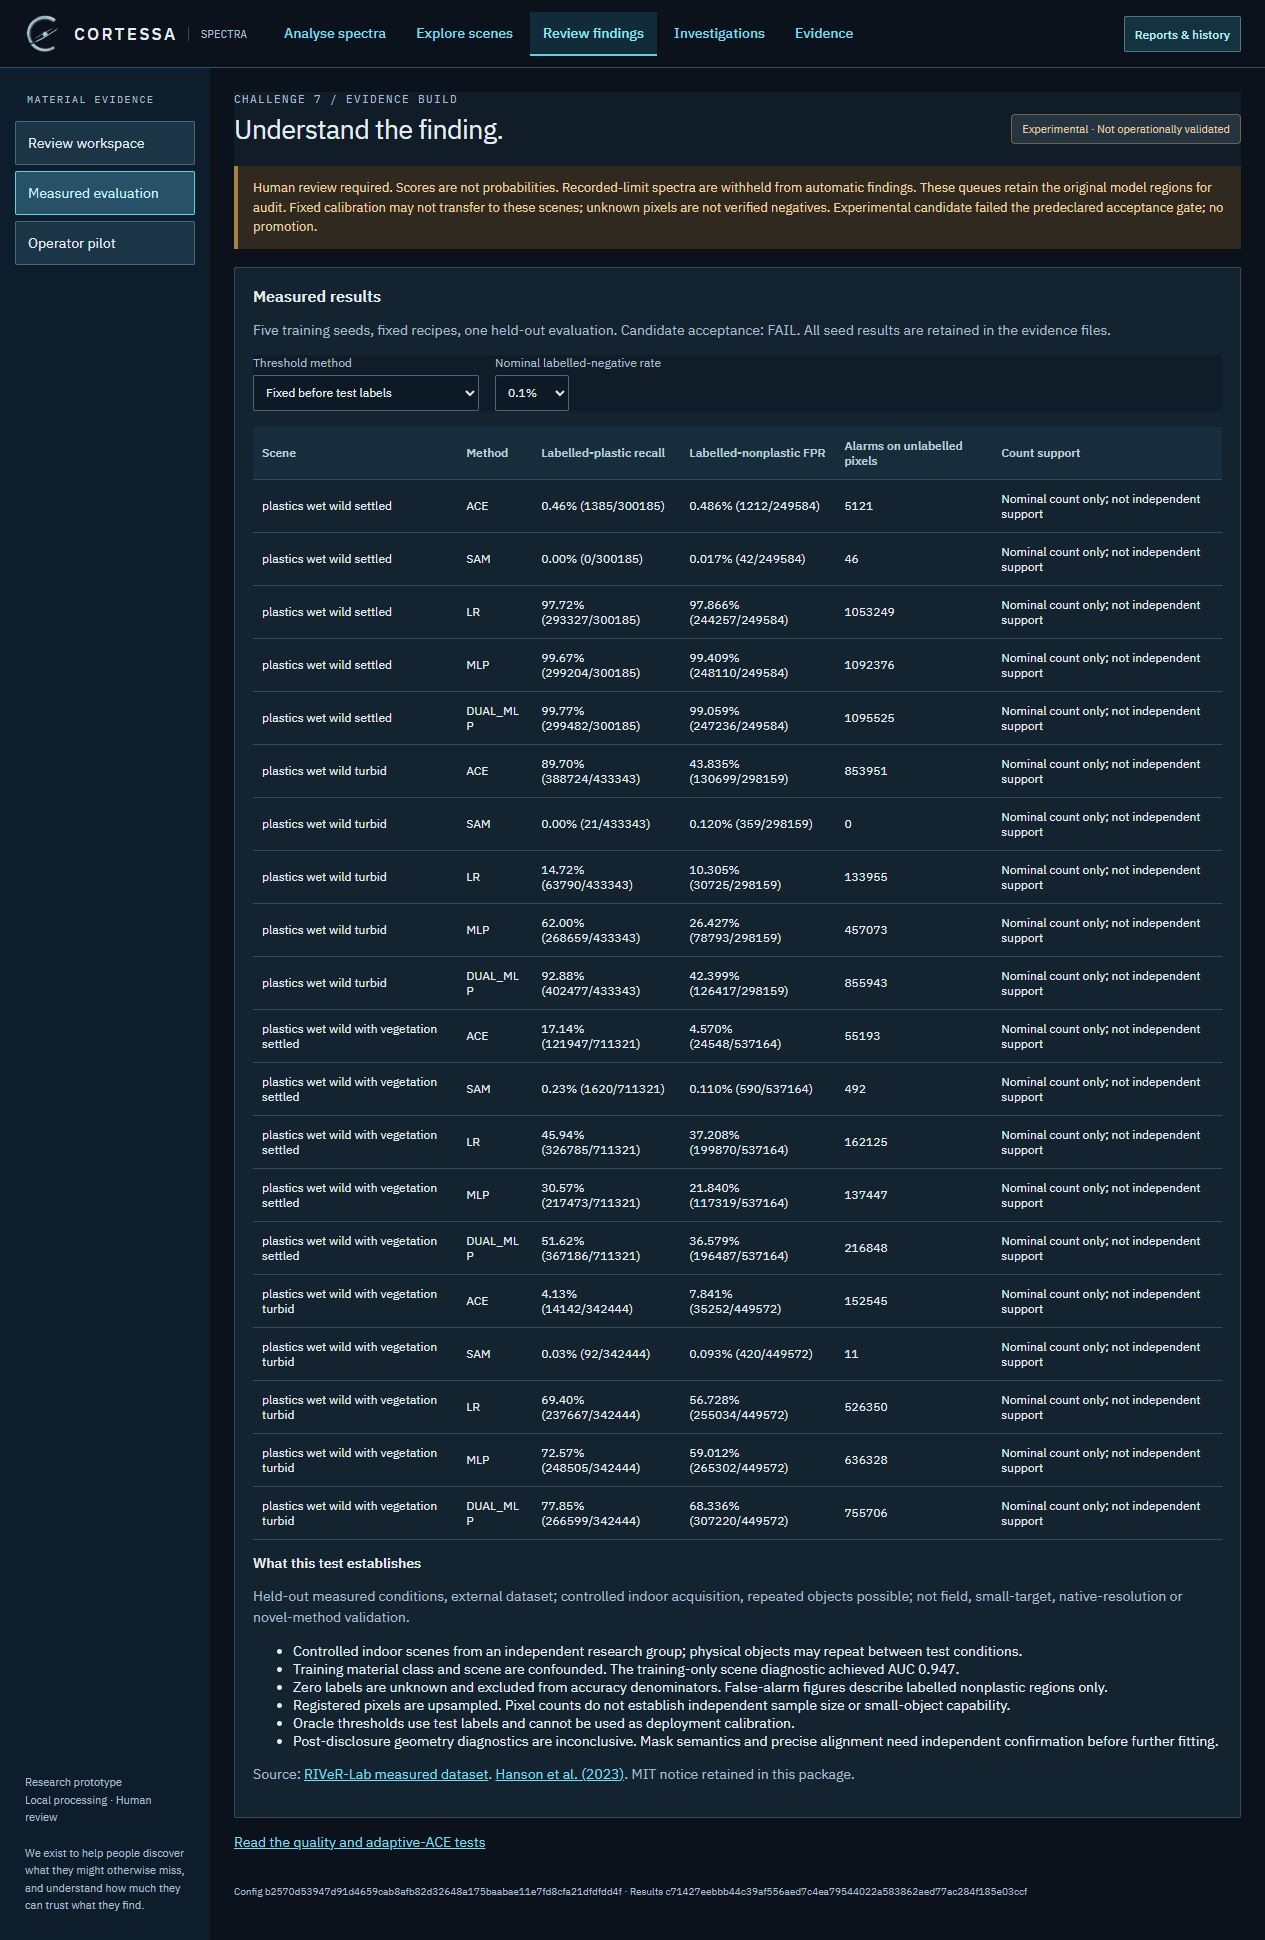 CORTESSA
SPECTRA
Analyse spectra
Explore scenes
Review findings
Investigations
Evidence
Reports & history
MATERIAL EVIDENCE
Review workspace
Measured evaluation
Operator pilot
CHALLENGE 7 / EVIDENCE BUILD
Understand the finding.
Experimental · Not operationally validated
Human review required. Scores are not probabilities. Recorded-limit spectra are withheld from automatic findings. These queues retain the original model regions for
audit. Fixed calibration may not transfer to these scenes; unknown pixels are not verified negatives. Experimental candidate failed the predeclared acceptance gate; no
promotion.
Measured results
Five training seeds, fixed recipes, one held-out evaluation. Candidate acceptance: FAIL. All seed results are retained in the evidence files.
Threshold method Nominal labelled-negative rate
Fixed before test labels 0.1%
Scene Method Labelled-plastic recall Labelled-nonplastic FPR Alarms on unlabelled pixels Count support
plastics wet wild settled ACE 0.46% (1385/300185) 0.486% (1212/249584) 5121 Nominal count only; not independent support
plastics wet wild settled SAM 0.00% (0/300185) 0.017% (42/249584) 46 Nominal count only; not independent support
plastics wet wild settled LR 97.72% (293327/300185) 97.866% (244257/249584) 1053249 Nominal count only; not independent support
plastics wet wild settled MLP 99.67% (299204/300185) 99.409% (248110/249584) 1092376 Nominal count only; not independent support
plastics wet wild settled DUAL_MLP 99.77% (299482/300185) 99.059% (247236/249584) 1095525 Nominal count only; not independent support
plastics wet wild turbid ACE 89.70% (388724/433343) 43.835% (130699/298159) 853951 Nominal count only; not independent support
plastics wet wild turbid SAM 0.00% (21/433343) 0.120% (359/298159) 0 Nominal count only; not independent support
plastics wet wild turbid LR 14.72% (63790/433343) 10.305% (30725/298159) 133955 Nominal count only; not independent support
plastics wet wild turbid MLP 62.00% (268659/433343) 26.427% (78793/298159) 457073 Nominal count only; not independent support
plastics wet wild turbid DUAL_MLP 92.88% (402477/433343) 42.399% (126417/298159) 855943 Nominal count only; not independent support
plastics wet wild with vegetation settled ACE 17.14% (121947/711321) 4.570% (24548/537164) 55193 Nominal count only; not independent support
plastics wet wild with vegetation settled SAM 0.23% (1620/711321) 0.110% (590/537164) 492 Nominal count only; not independent support
plastics wet wild with vegetation settled LR 45.94% (326785/711321) 37.208% (199870/537164) 162125 Nominal count only; not independent support
plastics wet wild with vegetation settled MLP 30.57% (217473/711321) 21.840% (117319/537164) 137447 Nominal count only; not independent support
plastics wet wild with vegetation settled DUAL_MLP 51.62% (367186/711321) 36.579% (196487/537164) 216848 Nominal count only; not independent support
plastics wet wild with vegetation turbid ACE 4.13% (14142/342444) 7.841% (35252/449572) 152545 Nominal count only; not independent support
plastics wet wild with vegetation turbid SAM 0.03% (92/342444) 0.093% (420/449572) 11 Nominal count only; not independent support
plastics wet wild with vegetation turbid LR 69.40% (237667/342444) 56.728% (255034/449572) 526350 Nominal count only; not independent support
plastics wet wild with vegetation turbid MLP 72.57% (248505/342444) 59.012% (265302/449572) 636328 Nominal count only; not independent support
plastics wet wild with vegetation turbid DUAL_MLP 77.85% (266599/342444) 68.336% (307220/449572) 755706 Nominal count only; not independent support
What this test establishes
Held-out measured conditions, external dataset; controlled indoor acquisition, repeated objects possible; not field, small-target, native-resolution or
novel-method validation.
• Controlled indoor scenes from an independent research group; physical objects may repeat between test conditions.
• Training material class and scene are confounded. The training-only scene diagnostic achieved AUC 0.947.
• Zero labels are unknown and excluded from accuracy denominators. False-alarm figures describe labelled nonplastic regions only.
• Registered pixels are upsampled. Pixel counts do not establish independent sample size or small-object capability.
• Oracle thresholds use test labels and cannot be used as deployment calibration.
• Post-disclosure geometry diagnostics are inconclusive. Mask semantics and precise alignment need independent confirmation before further fitting.
Source: RIVeR-Lab measured dataset. Hanson et al. (2023). MIT notice retained in this package.
Read the quality and adaptive-ACE tests
Config b2570d53947d91d4659cab8afb82d32648a175baabae11e7fd8cfa21dfdfdd4f · Results c71427eebbb44c39af556aed7c4ea79544022a583862aed77ac284f185e03ccf
Research prototype
Local processing · Human
review
We exist to help people discover
what they might otherwise miss,
and understand how much they
can trust what they find.